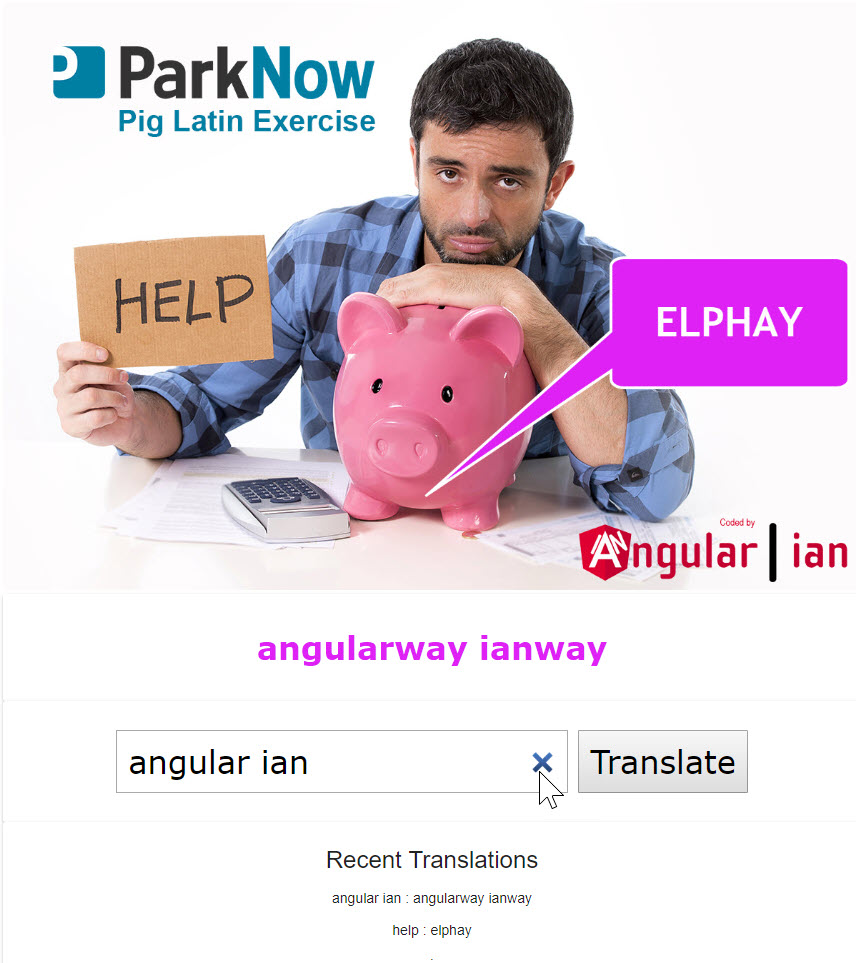 ParkNow
Pig Latin Exercise
HELP
ELPHAY
Coded by
Angular | ian
angularway ianway
angular ian
Translate
Recent Translations
angular ian : angularway ianway
help : elphay